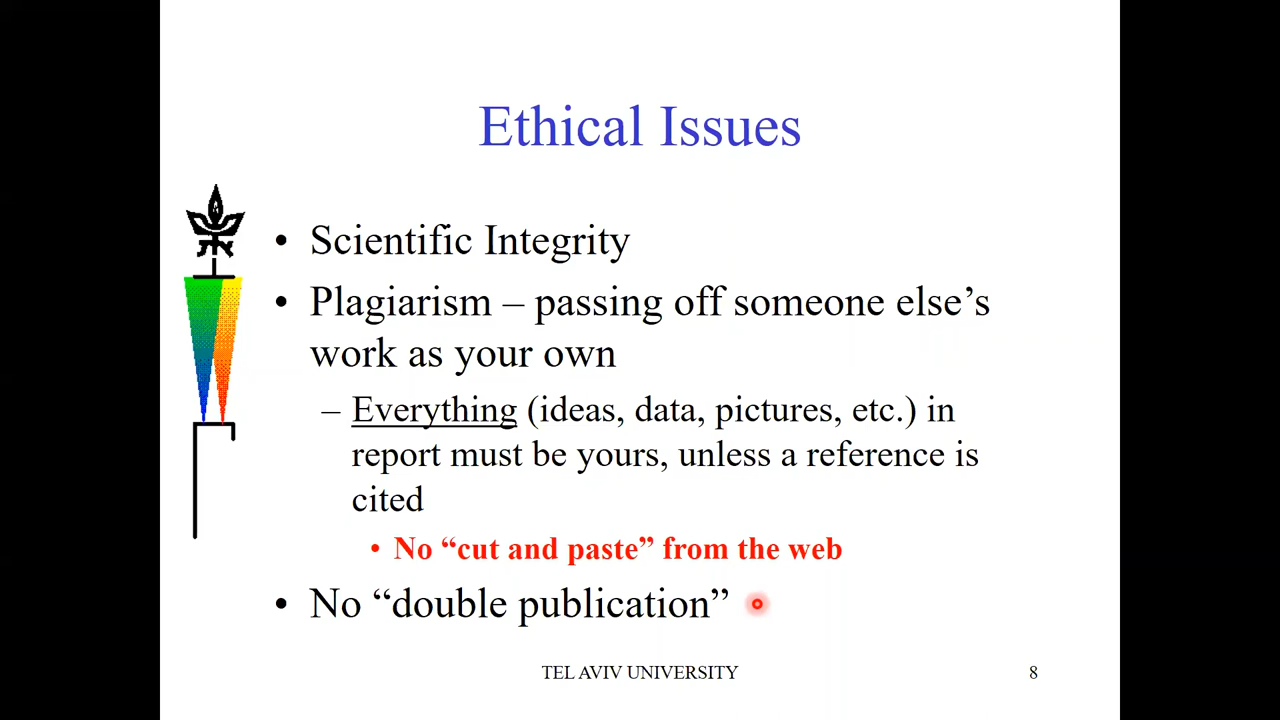 Ethical Issues
• Scientific Integrity
• Plagiarism – passing off someone else’s
work as your own
– Everything (ideas, data, pictures, etc.) in
report must be yours, unless a reference is
cited
• No “cut and paste” from the web
• No “double publication”
TEL AVIV UNIVERSITY
8